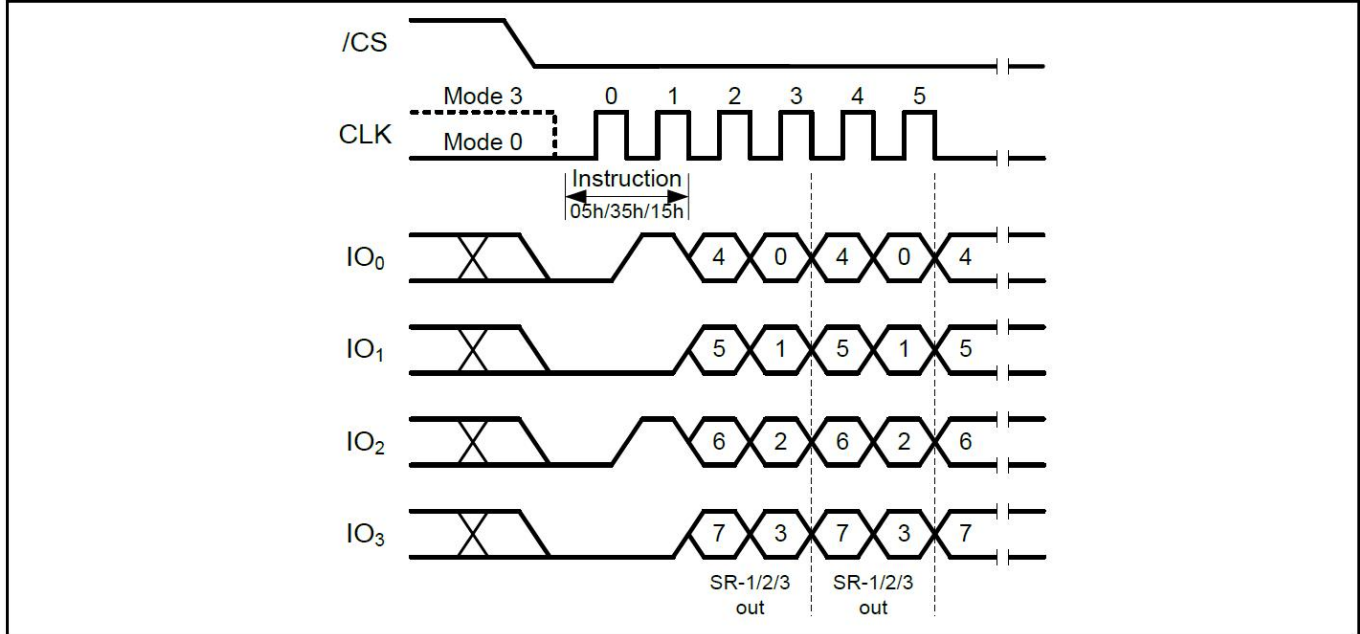 /CS
Mode 3
0 1 2 3 4 5
CLK
Mode 0
Instruction
05h/35h/15h
IO₀
4 0 4 0 4
IO₁
5 1 5 1 5
IO₂
6 2 6 2 6
IO₃
7 3 7 3 7
SR-1/2/3 SR-1/2/3
out out